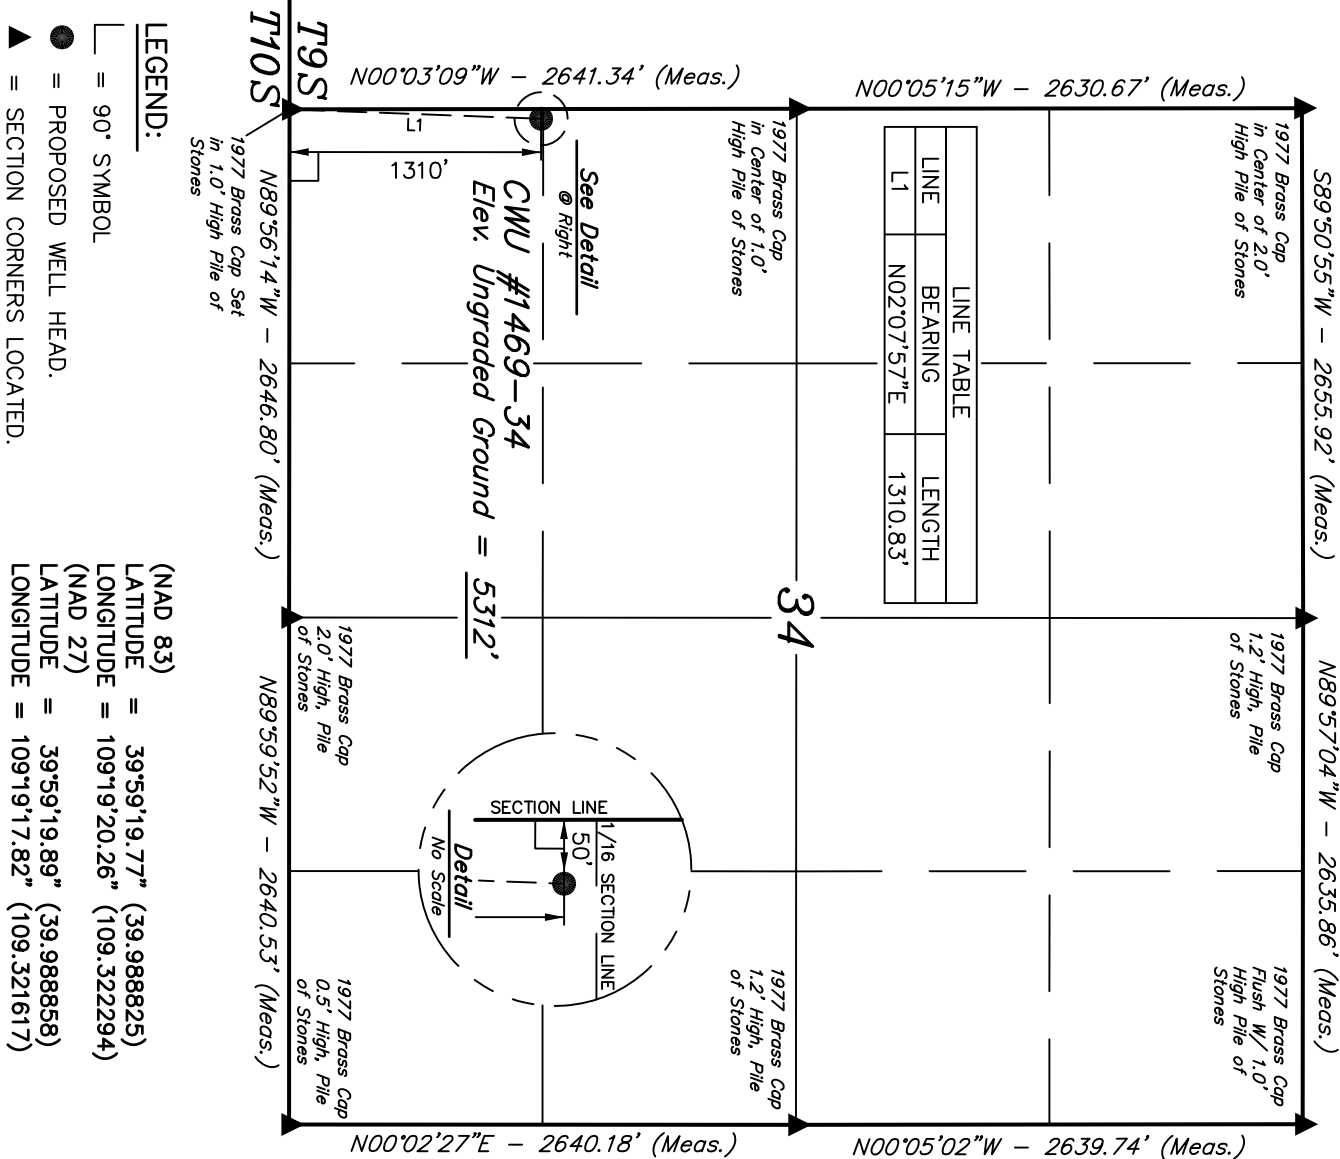 S89°50'55"W - 2655.92' (Meas.)
N89°57'04"W - 2635.86' (Meas.)
1977 Brass Cap
in Center of 2.0'
High Pile of Stones
1977 Brass Cap
1.2' High, Pile
of Stones
1977 Brass Cap
Flush W/ 1.0'
High Pile of
Stones
N00°05'15"W - 2630.67' (Meas.)
LINE TABLE
LINE BEARING LENGTH
L1 N02°07'57"E 1310.83'
N00°05'02"W - 2639.74' (Meas.)
34
1977 Brass Cap
in Center of 1.0'
High Pile of Stones
1977 Brass Cap
1.2' High, Pile
of Stones
N00°03'09"W - 2641.34' (Meas.)
See Detail
@ Right
CWU #1469-34
Elev. Ungraded Ground = 5312'
L1
1310'
1/16 SECTION LINE
50'
SECTION LINE
Detail
No Scale
N00°02'27"E - 2640.18' (Meas.)
T9S
T10S
1977 Brass Cap
2.0' High, Pile
of Stones
1977 Brass Cap
0.5' High, Pile
of Stones
N89°56'14"W - 2646.80' (Meas.)
N89°59'52"W - 2640.53' (Meas.)
1977 Brass Cap Set
in 1.0' High Pile of
Stones
LEGEND:
= 90° SYMBOL
= PROPOSED WELL HEAD.
= SECTION CORNERS LOCATED.
(NAD 83)
LATITUDE = 39°59'19.77" (39.988825)
LONGITUDE = 109°19'20.26" (109.322294)
(NAD 27)
LATITUDE = 39°59'19.89" (39.988858)
LONGITUDE = 109°19'17.82" (109.321617)